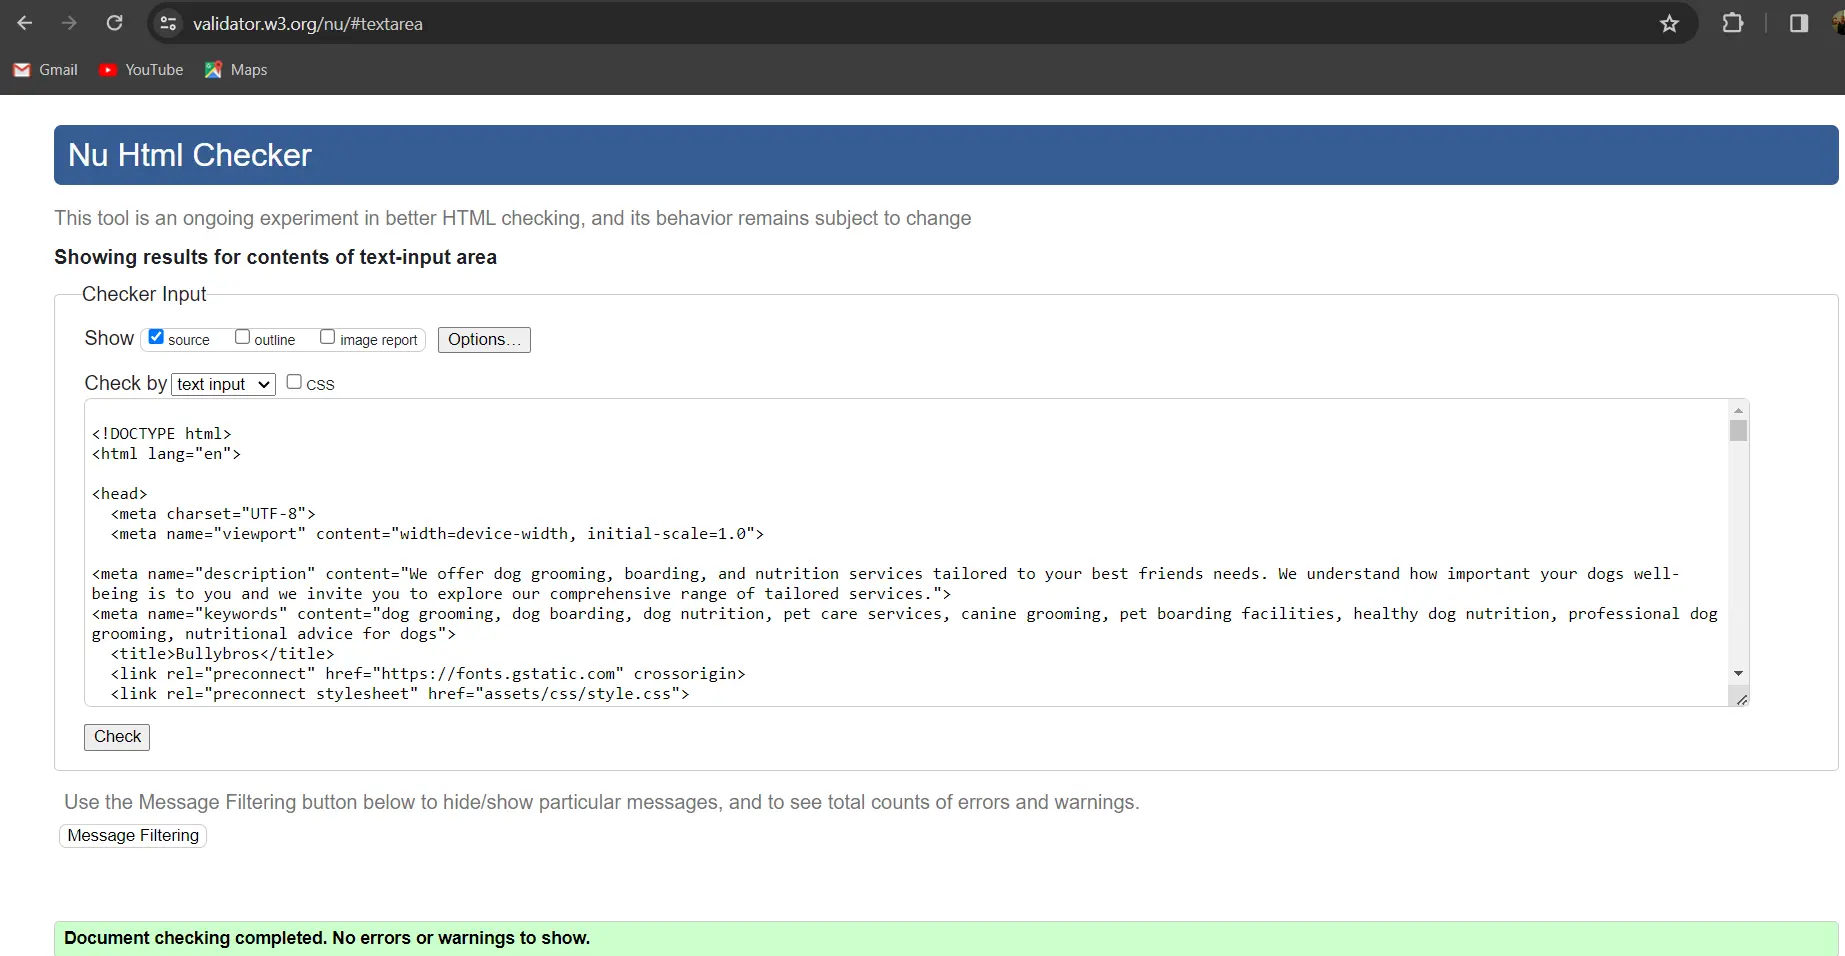 validator.w3.org/nu/#textarea
Gmail YouTube Maps
Nu Html Checker
This tool is an ongoing experiment in better HTML checking, and its behavior remains subject to change
Showing results for contents of text-input area
Checker Input
Show source outline image report Options...
Check by text input CSS
<!DOCTYPE html>
<html lang="en">
<head>
<meta charset="UTF-8">
<meta name="viewport" content="width=device-width, initial-scale=1.0">
<meta name="description" content="We offer dog grooming, boarding, and nutrition services tailored to your best friends needs. We understand how important your dogs well-
being is to you and we invite you to explore our comprehensive range of tailored services.">
<meta name="keywords" content="dog grooming, dog boarding, dog nutrition, pet care services, canine grooming, pet boarding facilities, healthy dog nutrition, professional dog
grooming, nutritional advice for dogs">
<title>Bullybros</title>
<link rel="preconnect" href="https://fonts.gstatic.com" crossorigin>
<link rel="preconnect stylesheet" href="assets/css/style.css">
Check
Use the Message Filtering button below to hide/show particular messages, and to see total counts of errors and warnings.
Message Filtering
Document checking completed. No errors or warnings to show.